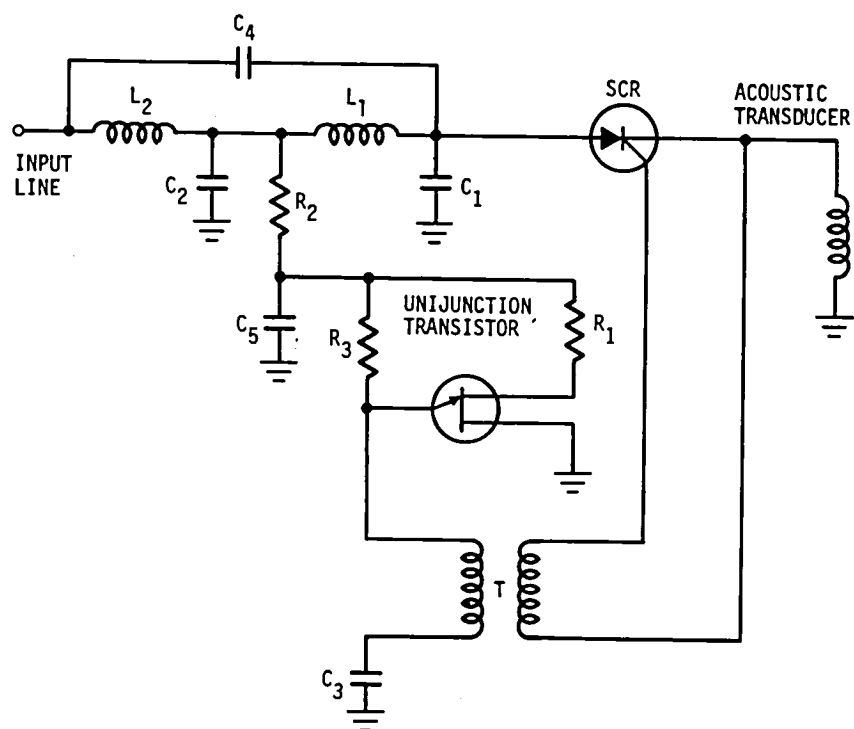 C4
L2
L1
SCR
ACOUSTIC
TRANSDUCER
INPUT
LINE
C2
R2
C1
UNIJUNCTION
TRANSISTOR
C5
R3
R1
T
C3